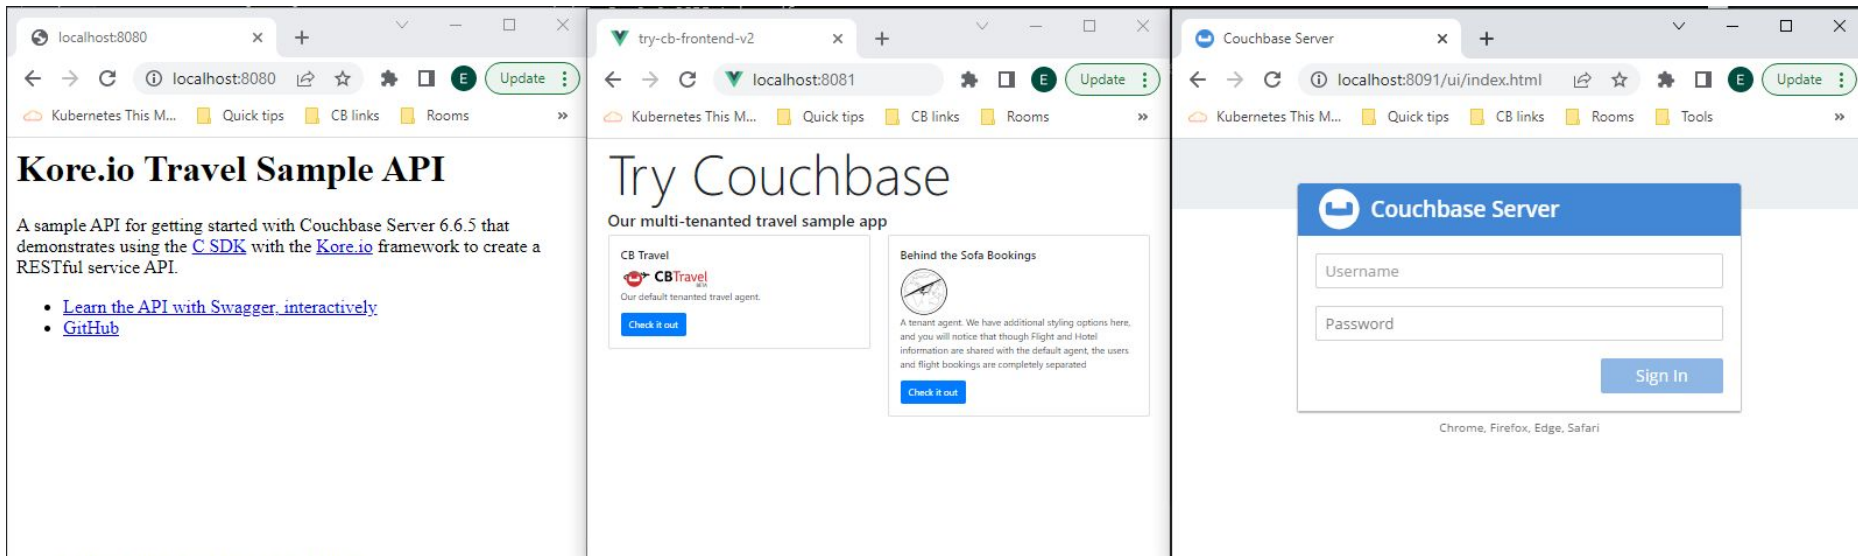 localhost:8080
localhost:8080
E
Update
Kubernetes This M...
Quick tips
CB links
Rooms
»
Kore.io Travel Sample API
A sample API for getting started with Couchbase Server 6.6.5 that
demonstrates using the C SDK with the Kore.io framework to create a
RESTful service API.
Learn the API with Swagger, interactively
GitHub
try-cb-frontend-v2
localhost:8081
E
Update
Kubernetes This M...
Quick tips
CB links
Rooms
»
Try Couchbase
Our multi-tenanted travel sample app
CB Travel
CBTravel
BETA
Our default tenanted travel agent.
Check it out
Behind the Sofa Bookings
A tenant agent. We have additional styling options here,
and you will notice that though Flight and Hotel
information are shared with the default agent, the users
and flight bookings are completely separated
Check it out
Couchbase Server
localhost:8091/ui/index.html
E
Update
Kubernetes This M...
Quick tips
CB links
Rooms
Tools
»
Couchbase Server
Username
Password
Sign In
Chrome, Firefox, Edge, Safari